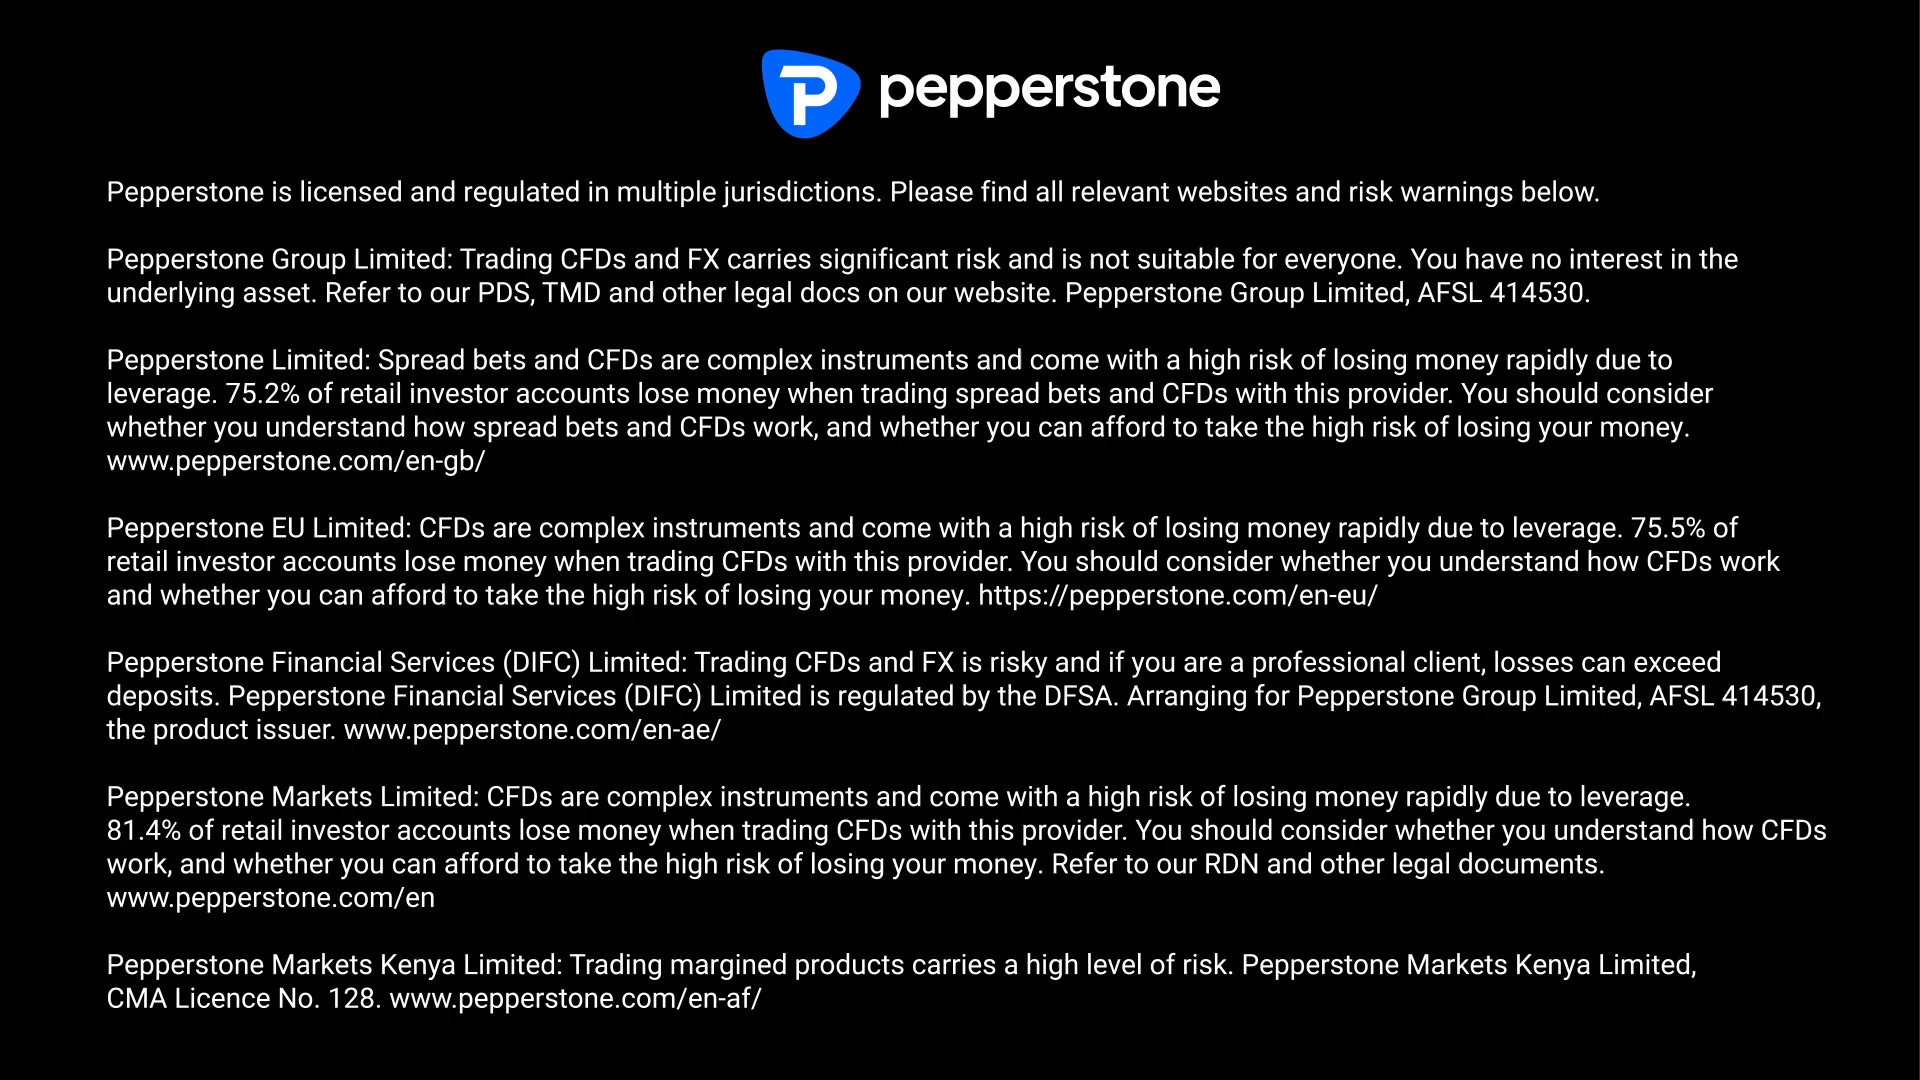 pepperstone
Pepperstone is licensed and regulated in multiple jurisdictions. Please find all relevant websites and risk warnings below.
Pepperstone Group Limited: Trading CFDs and FX carries significant risk and is not suitable for everyone. You have no interest in the
underlying asset. Refer to our PDS, TMD and other legal docs on our website. Pepperstone Group Limited, AFSL 414530.
Pepperstone Limited: Spread bets and CFDs are complex instruments and come with a high risk of losing money rapidly due to
leverage. 75.2% of retail investor accounts lose money when trading spread bets and CFDs with this provider. You should consider
whether you understand how spread bets and CFDs work, and whether you can afford to take the high risk of losing your money.
www.pepperstone.com/en-gb/
Pepperstone EU Limited: CFDs are complex instruments and come with a high risk of losing money rapidly due to leverage. 75.5% of
retail investor accounts lose money when trading CFDs with this provider. You should consider whether you understand how CFDs work
and whether you can afford to take the high risk of losing your money. https://pepperstone.com/en-eu/
Pepperstone Financial Services (DIFC) Limited: Trading CFDs and FX is risky and if you are a professional client, losses can exceed
deposits. Pepperstone Financial Services (DIFC) Limited is regulated by the DFSA. Arranging for Pepperstone Group Limited, AFSL 414530,
the product issuer. www.pepperstone.com/en-ae/
Pepperstone Markets Limited: CFDs are complex instruments and come with a high risk of losing money rapidly due to leverage.
81.4% of retail investor accounts lose money when trading CFDs with this provider. You should consider whether you understand how CFDs
work, and whether you can afford to take the high risk of losing your money. Refer to our RDN and other legal documents.
www.pepperstone.com/en
Pepperstone Markets Kenya Limited: Trading margined products carries a high level of risk. Pepperstone Markets Kenya Limited,
CMA Licence No. 128. www.pepperstone.com/en-af/